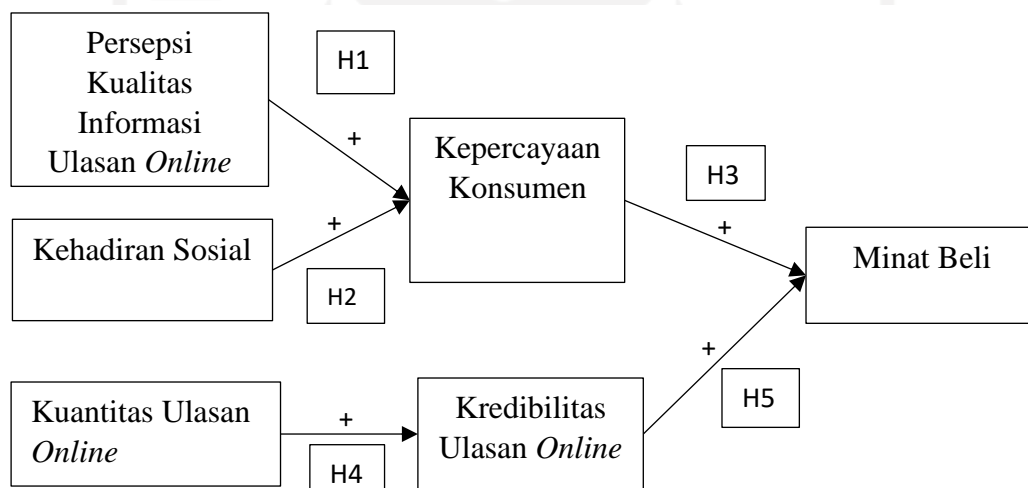 Persepsi
Kualitas
Informasi
Ulasan Online
H1
+
Kepercayaan
Konsumen
H3
+
Kehadiran Sosial
+
H2
Minat Beli
Kuantitas Ulasan
Online
+
H4
Kredibilitas
Ulasan Online
+
H5